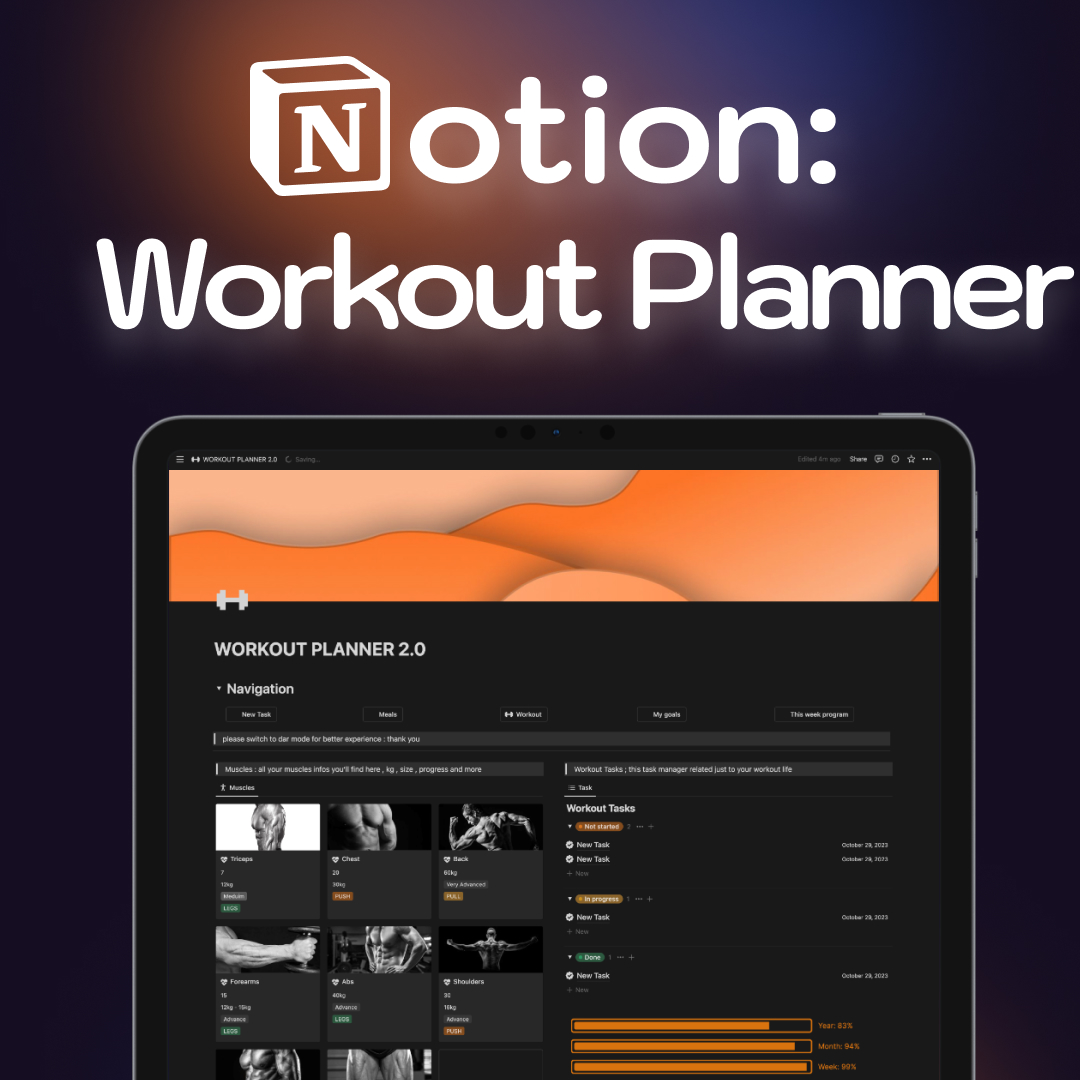 Notion:
Workout Planner
WORKOUT PLANNER 2.0 Saving... Edited 4m ago Share
WORKOUT PLANNER 2.0
Navigation
New Task Meals Workout My goals This week program
please switch to dar mode for better experience : thank you
Muscles : all your muscles infos you'll find here , kg , size , progress and more
Muscles
Triceps
7
12kg
Meduim
LEGS
Chest
20
30kg
PUSH
Back
60kg
Very Advanced
PULL
Forearms
15
12kg - 15kg
Advance
LEGS
Abs
40kg
Advance
LEGS
Shoulders
30
16kg
Advance
PUSH
Workout Tasks ; this task manager related just to your workout life
Task
Workout Tasks
Not started 2
New Task October 29, 2023
New Task October 29, 2023
New
In progress 1
New Task October 29, 2023
New
Done 1
New Task October 29, 2023
New
Year: 83%
Month: 94%
Week: 99%